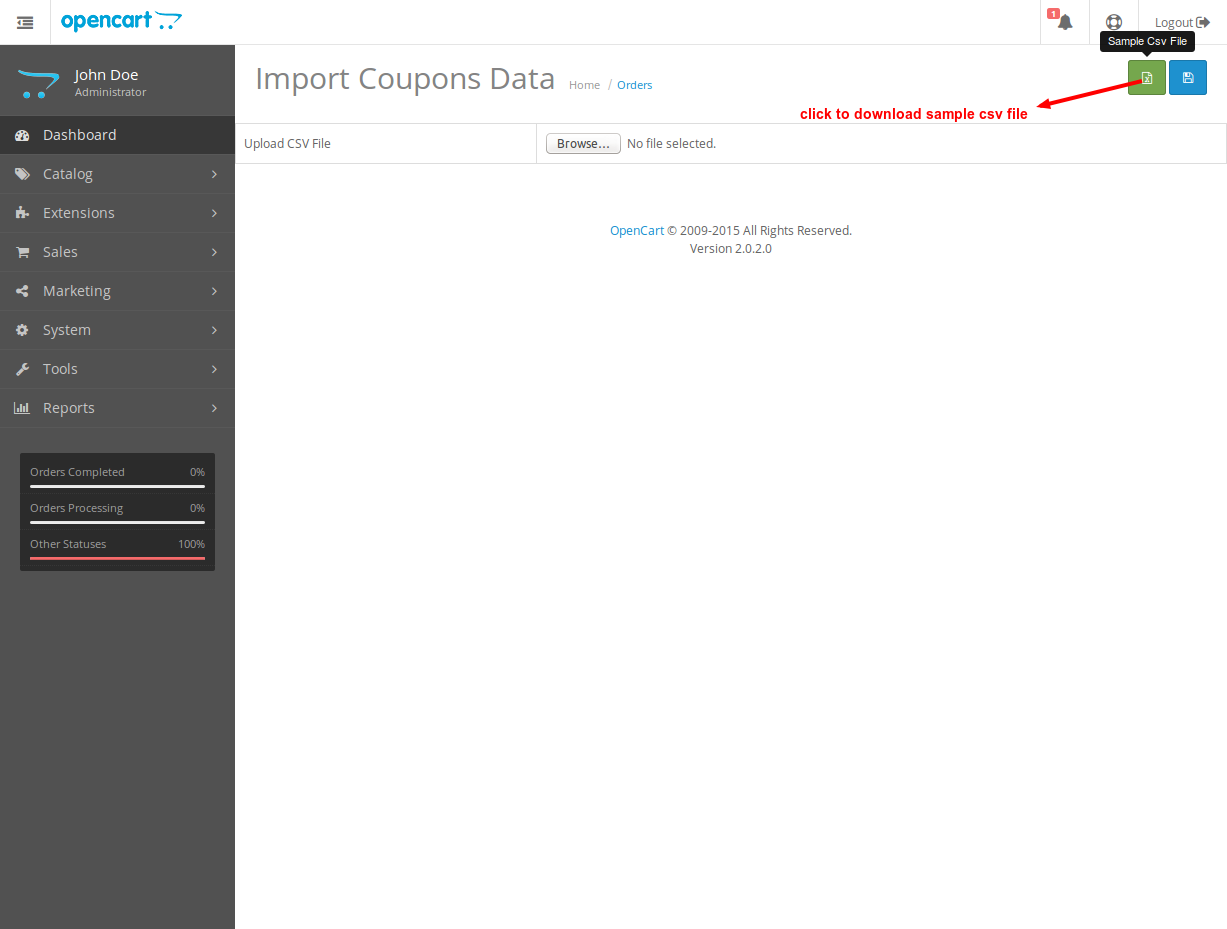 opencart
1
Logout
Sample Csv File
John Doe
Administrator
Import Coupons Data
Home / Orders
click to download sample csv file
Dashboard
Catalog
Extensions
Sales
Marketing
System
Tools
Reports
Upload CSV File
Browse... No file selected.
OpenCart © 2009-2015 All Rights Reserved.
Version 2.0.2.0
Orders Completed 0%
Orders Processing 0%
Other Statuses 100%